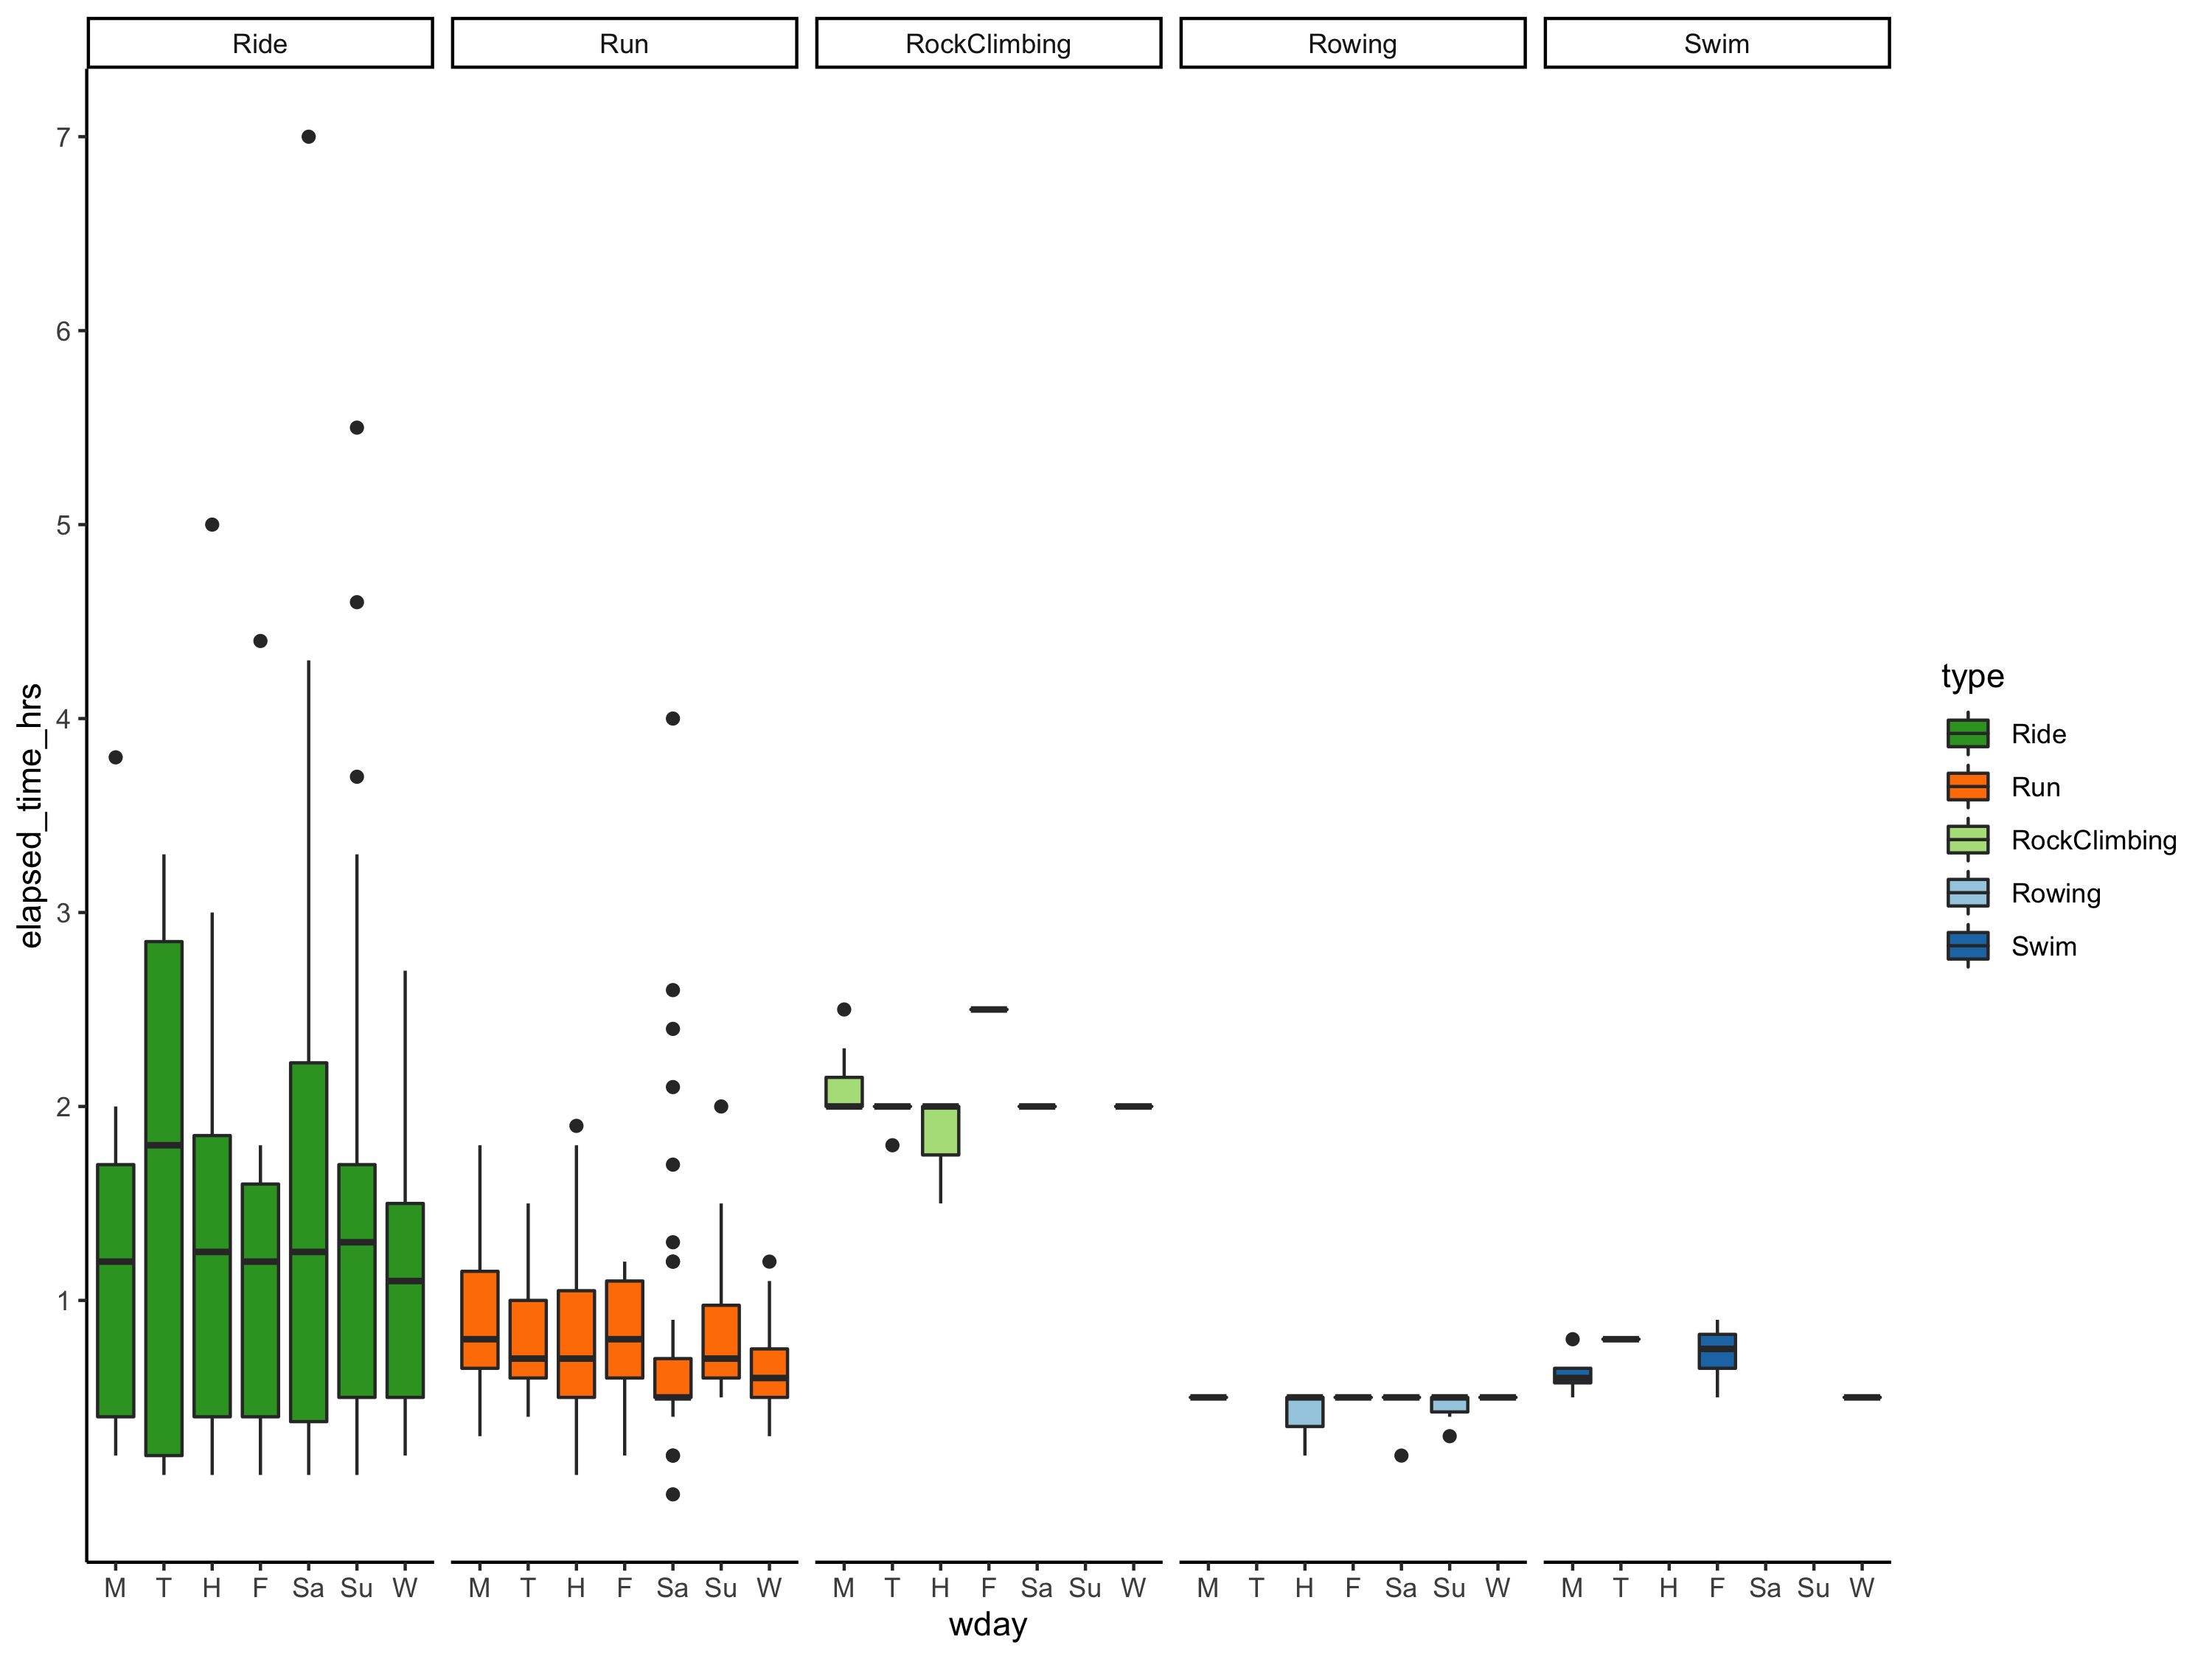 Ride Run RockClimbing Rowing Swim
7
6
5
4
3
2
1
elapsed_time_hrs
M T H F Sa Su W M T H F Sa Su W M T H F Sa Su W M T H F Sa Su W M T H F Sa Su W
wday
type
Ride
Run
RockClimbing
Rowing
Swim